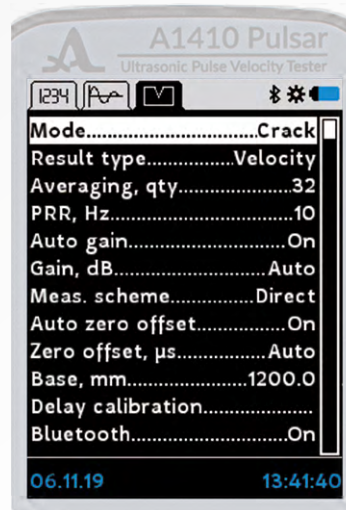 A1410 Pulsar
Ultrasonic Pulse Velocity Tester
1234
Mode..............................Crack
Result type................Velocity
Averaging, qty.....................32
PRR, Hz.................................10
Auto gain.............................On
Gain, dB............................Auto
Meas. scheme...............Direct
Auto zero offset................On
Zero offset, µs................Auto
Base, mm.....................1200.0
Delay calibration....................
Bluetooth............................On
06.11.19 13:41:40